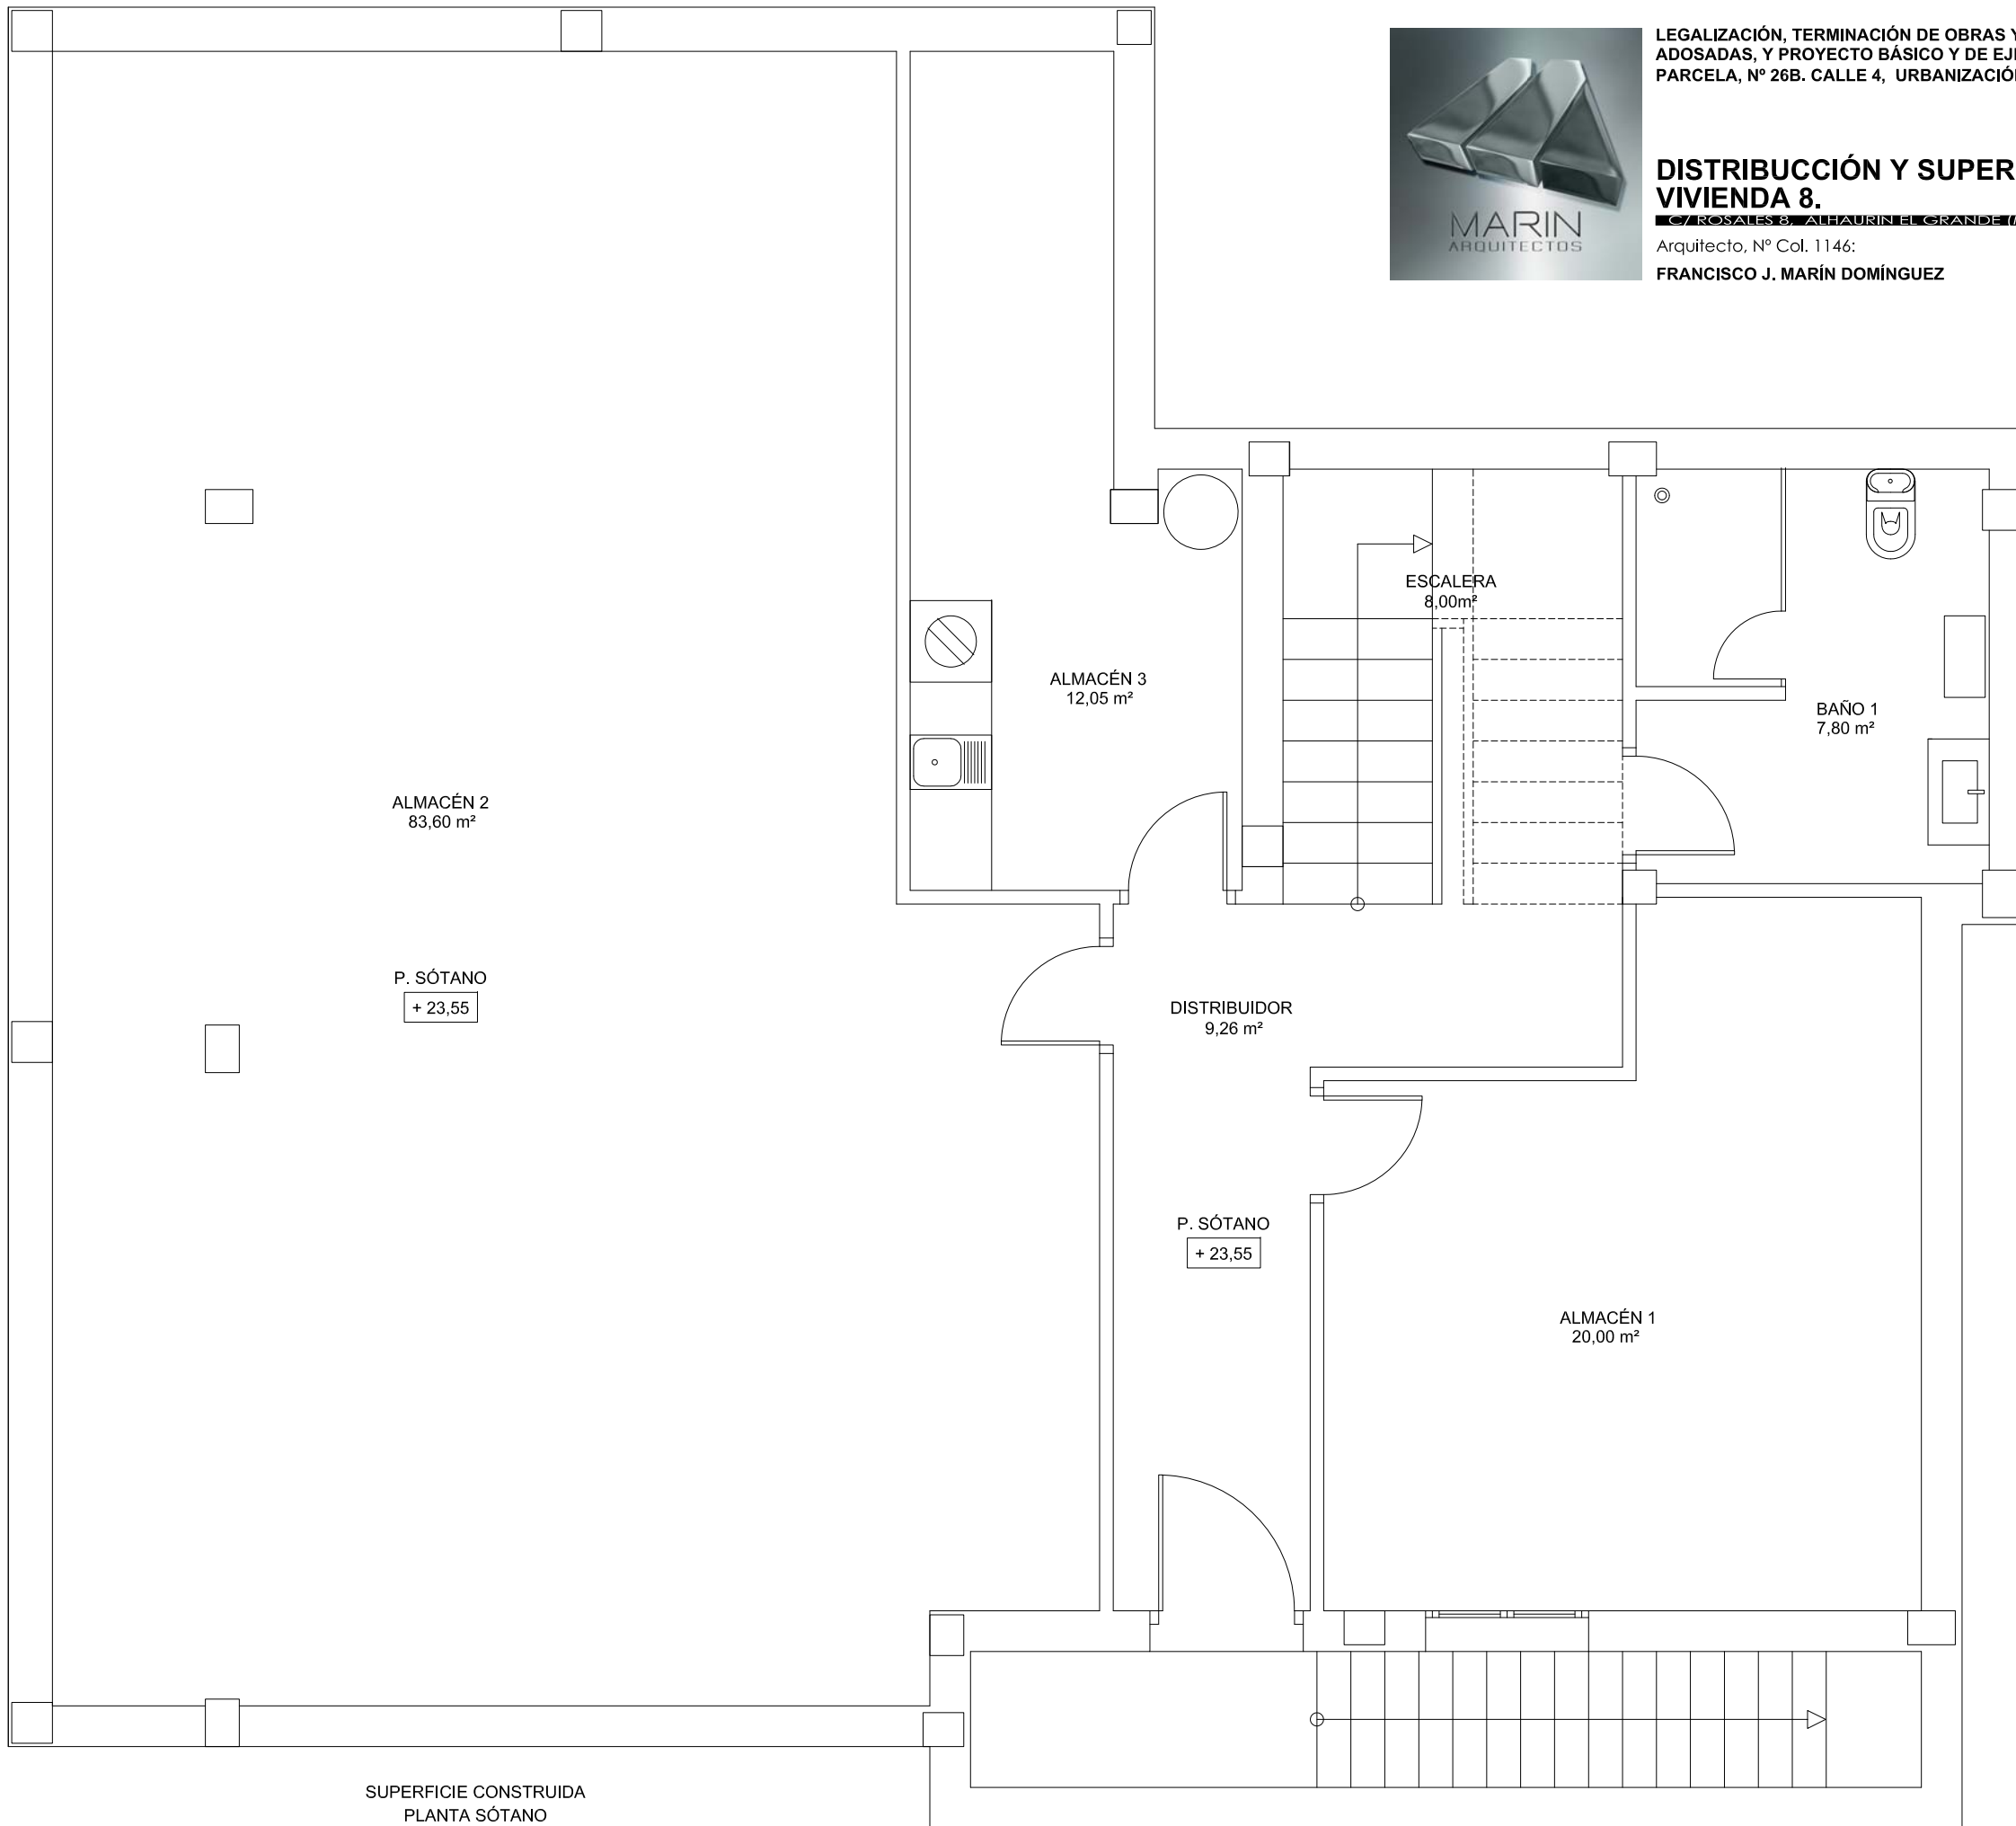 LEGALIZACIÓN, TERMINACIÓN DE OBRAS Y
ADOSADAS, Y PROYECTO BÁSICO Y DE
PARCELA, Nº 26B. CALLE 4, URBANIZACIÓN
DISTRIBUCCIÓN Y SUPER
VIVIENDA 8.
C/ ROSALES 8, ALHAURIN EL GRANDE
Arquitecto, Nº Col. 1146:
FRANCISCO J. MARÍN DOMÍNGUEZ
MARIN
ARQUITECTOS
ESCALERA
8,00m²
ALMACÉN 3
12,05 m²
BAÑO 1
7,80 m²
ALMACÉN 2
83,60 m²
P. SÓTANO
+ 23,55
DISTRIBUIDOR
9,26 m²
P. SÓTANO
+ 23,55
ALMACÉN 1
20,00 m²
SUPERFICIE CONSTRUIDA
PLANTA SÓTANO